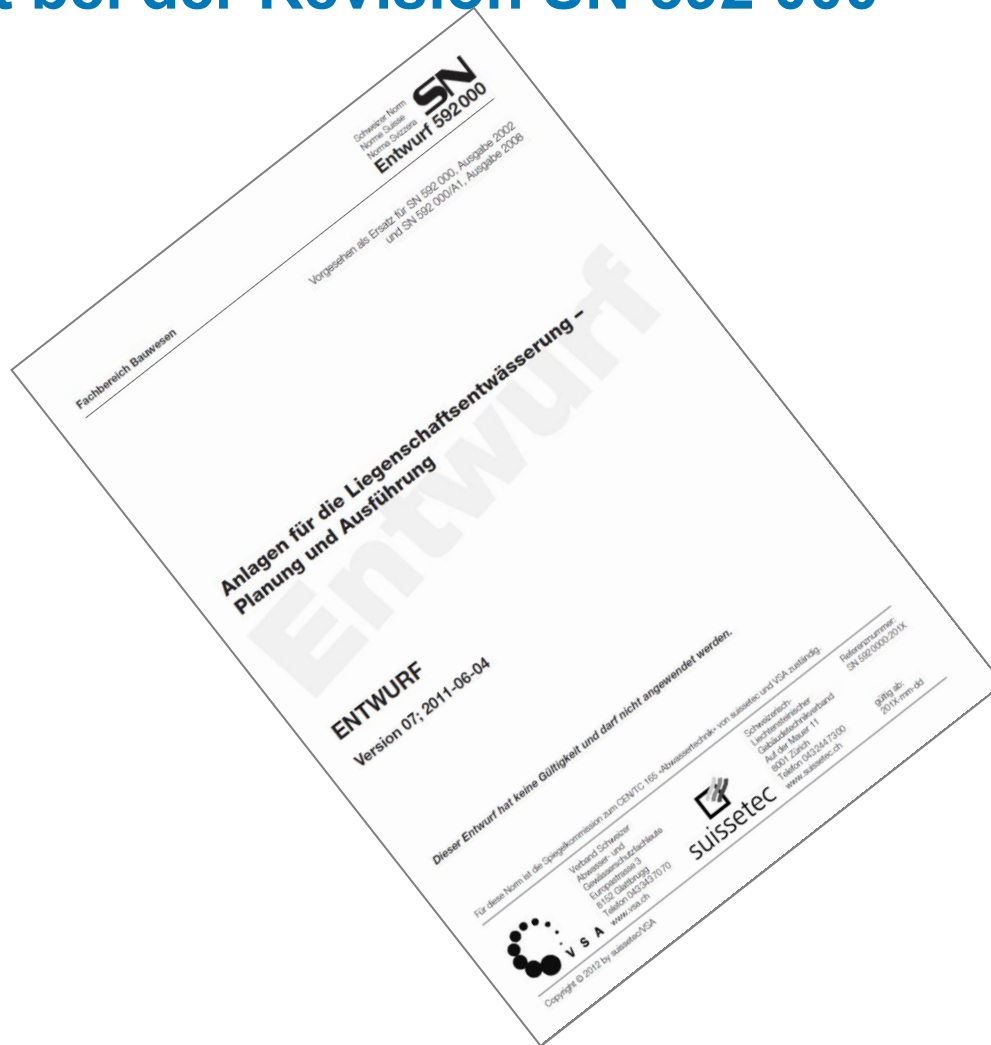 t bei der Revision SN 592 000
Schweizer Norm
Norme Suisse
Norma Svizzera
SN
Entwurf 592000
Vorgesehen als Ersatz für SN 592 000, Ausgabe 2002
und SN 592 000/A1, Ausgabe 2008
Fachbereich Bauwesen
Anlagen für die Liegenschaftsentwässerung –
Planung und Ausführung
Entwurf
ENTWURF
Version 07; 2011-06-04
Dieser Entwurf hat keine Gültigkeit und darf nicht angewendet werden.
Für diese Norm ist die Spiegelkommission zum CEN/TC 165 «Abwassertechnik» von suissetec und VSA zuständig.
VSA
Verband Schweizer
Abwasser- und
Gewässerschutzfachleute
Europastrasse 3
8152 Glattbrugg
Telefon 043 343 70 70
www.vsa.ch
suissetec
Schweizerisch-
Liechtensteinischer
Gebäudetechnikverband
Auf der Mauer 11
8001 Zürich
Telefon 043 244 73 00
www.suissetec.ch
Referenznummer:
SN 5920000:201X
gültig ab:
201X-mm-dd
Copyright © 2012 by suissetec/VSA